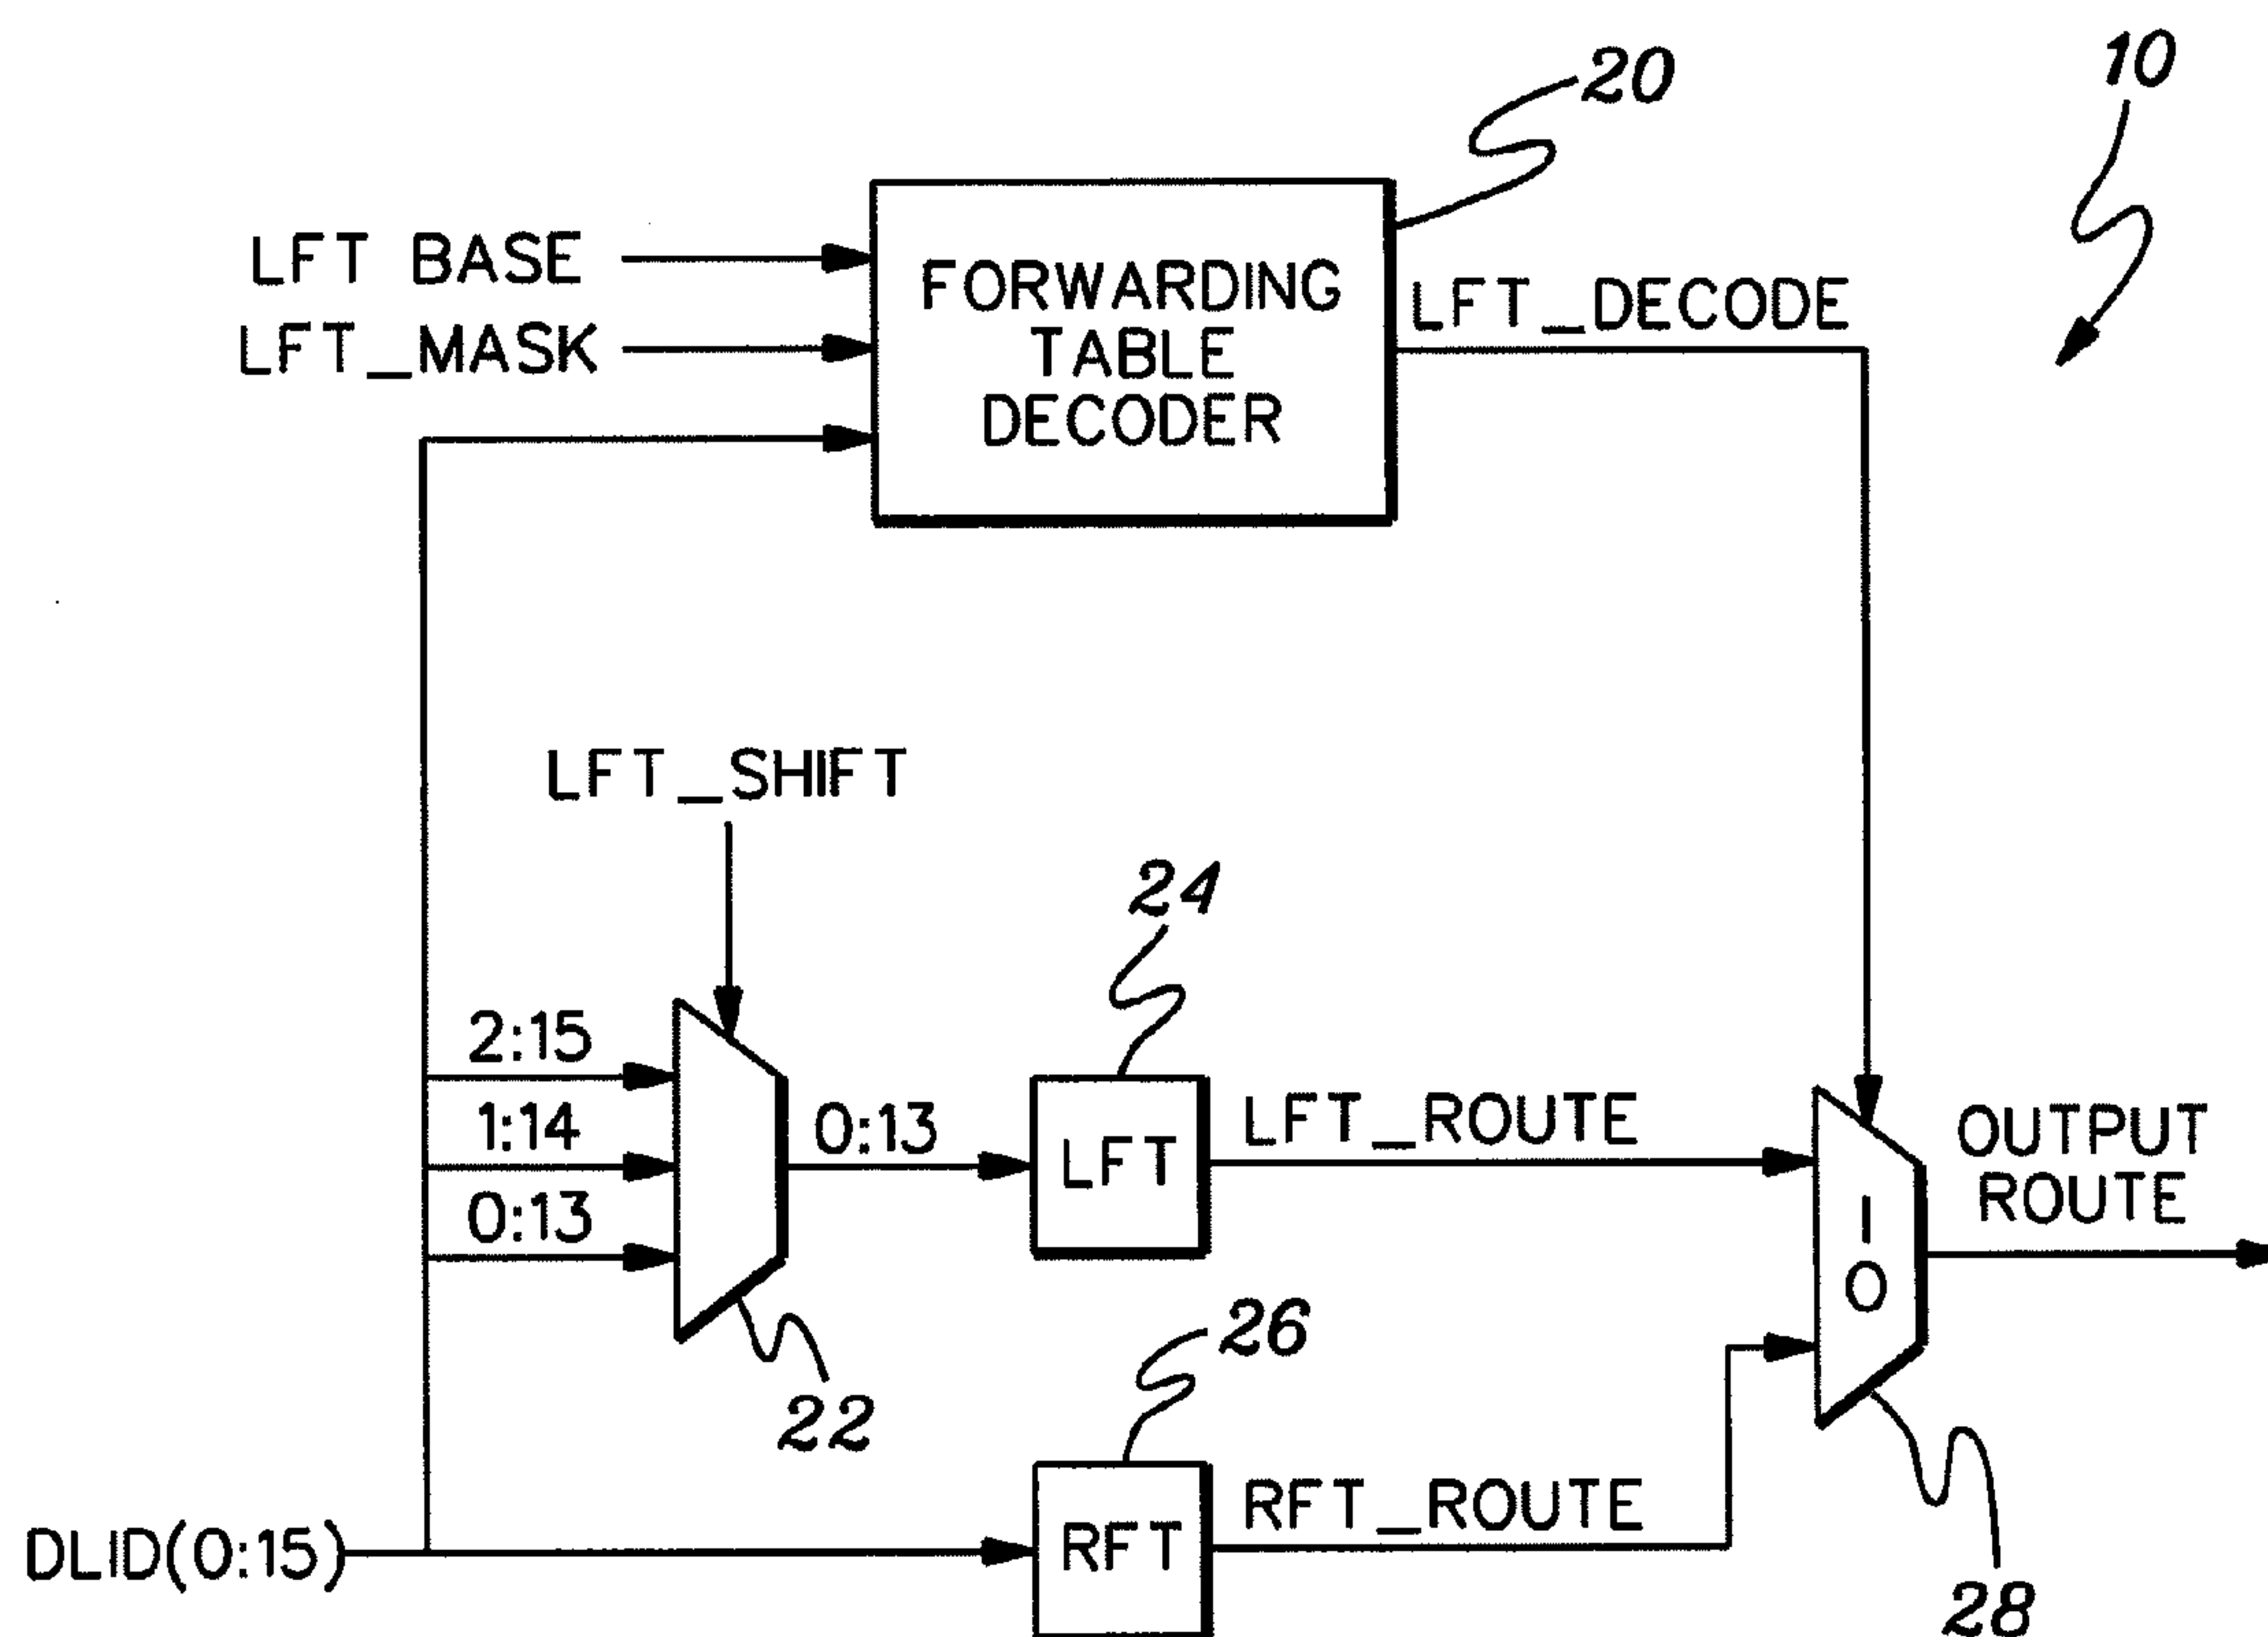 20
10
LFT BASE
LFT_MASK
FORWARDING
TABLE
DECODER
LFT_DECODE
LFT_SHIFT
24
2:15
1:14
0:13
0:13
LFT
LFT_ROUTE
OUTPUT
ROUTE
1
0
22
26
DLID(0:15)
RFT
RFT_ROUTE
28